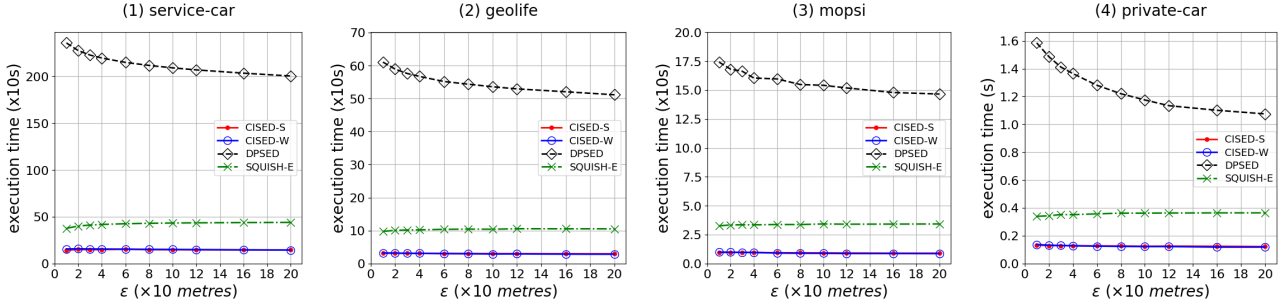 (1) service-car
execution time (x10s)
200
150
100
50
0
CISED-S
CISED-W
DPSED
SQUISH-E
0 2 4 6 8 10 12 14 16 18 20
ε (×10 metres)
(2) geolife
execution time (x10s)
70
60
50
40
30
20
10
0
CISED-S
CISED-W
DPSED
SQUISH-E
0 2 4 6 8 10 12 14 16 18 20
ε (×10 metres)
(3) mopsi
execution time (x10s)
20.0
17.5
15.0
12.5
10.0
7.5
5.0
2.5
0.0
CISED-S
CISED-W
DPSED
SQUISH-E
0 2 4 6 8 10 12 14 16 18 20
ε (×10 metres)
(4) private-car
execution time (s)
1.6
1.4
1.2
1.0
0.8
0.6
0.4
0.2
0.0
CISED-S
CISED-W
DPSED
SQUISH-E
0 2 4 6 8 10 12 14 16 18 20
ε (×10 metres)